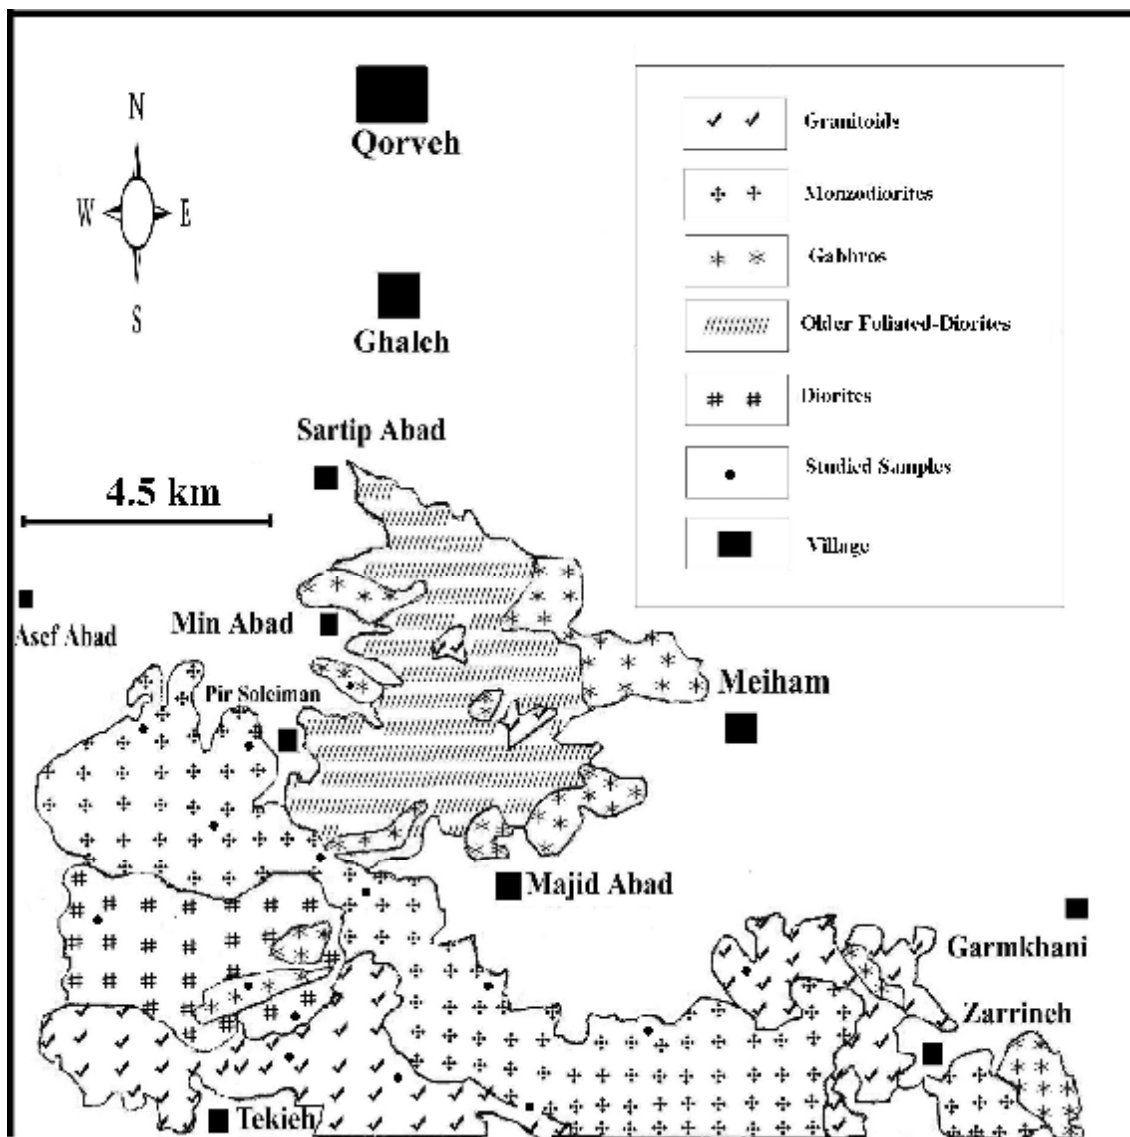 N
W E
S
Qorveh
Ghaleh
Sartip Abad
4.5 km
Asef Abad
Min Abad
Pir Soleiman
Meiham
Majid Abad
Garmkhani
Zarrineh
Tekieh
Granitoids
Monzodiorites
Gabbros
Older Foliated-Diorites
Diorites
Studied Samples
Village